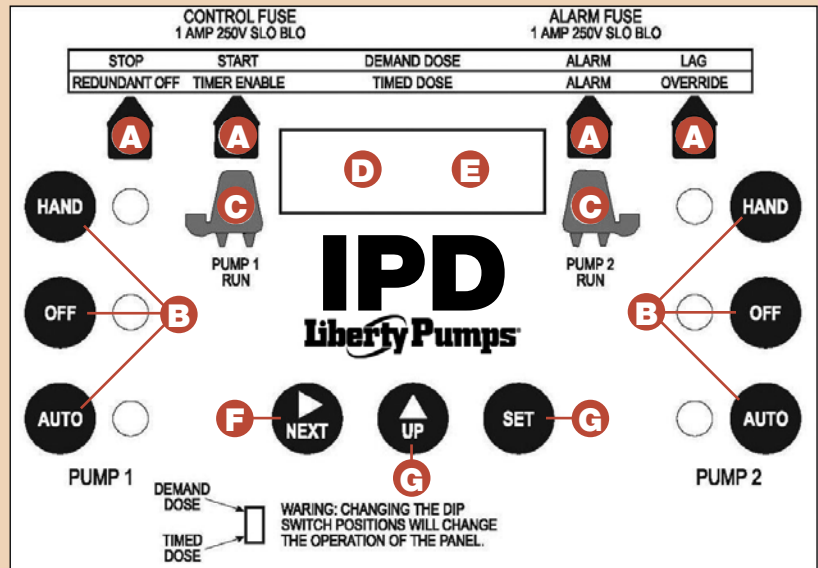 CONTROL FUSE
1 AMP 250V SLO BLO
ALARM FUSE
1 AMP 250V SLO BLO
STOP START DEMAND DOSE ALARM LAG
REDUNDANT OFF TIMER ENABLE TIMED DOSE ALARM OVERRIDE
A A A A
D E
HAND C C HAND
PUMP 1
RUN
IPD
PUMP 2
RUN
OFF B B OFF
Liberty Pumps
AUTO F NEXT UP SET G AUTO
G
PUMP 1 PUMP 2
DEMAND
DOSE
TIMED
DOSE
WARING: CHANGING THE DIP
SWITCH POSITIONS WILL CHANGE
THE OPERATION OF THE PANEL.